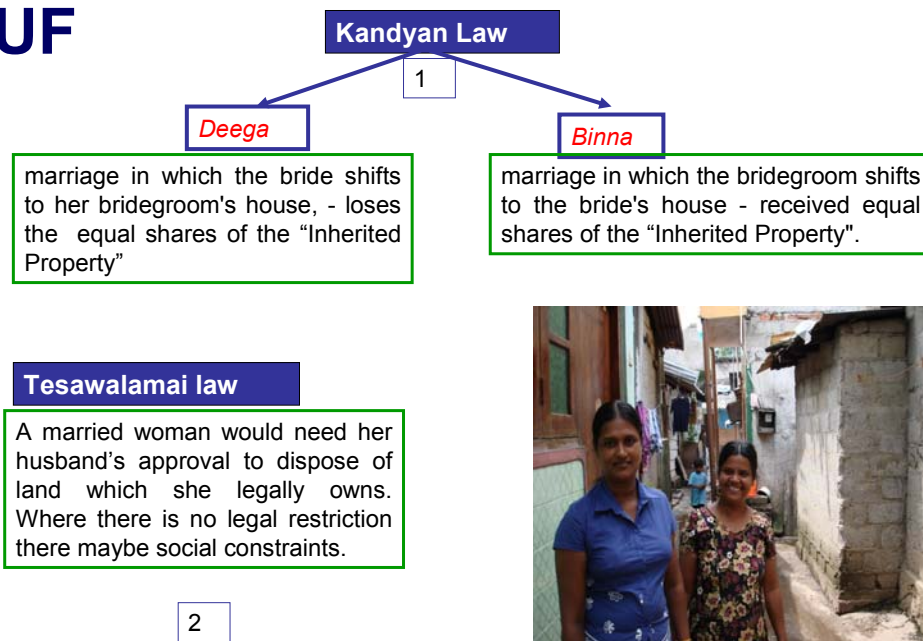 UF
Kandyan Law
1
Deega
Binna
marriage in which the bride shifts
to her bridegroom's house, - loses
the equal shares of the “Inherited
Property”
marriage in which the bridegroom shifts
to the bride's house - received equal
shares of the “Inherited Property".
Tesawalamai law
A married woman would need her
husband’s approval to dispose of
land which she legally owns.
Where there is no legal restriction
there maybe social constraints.
2